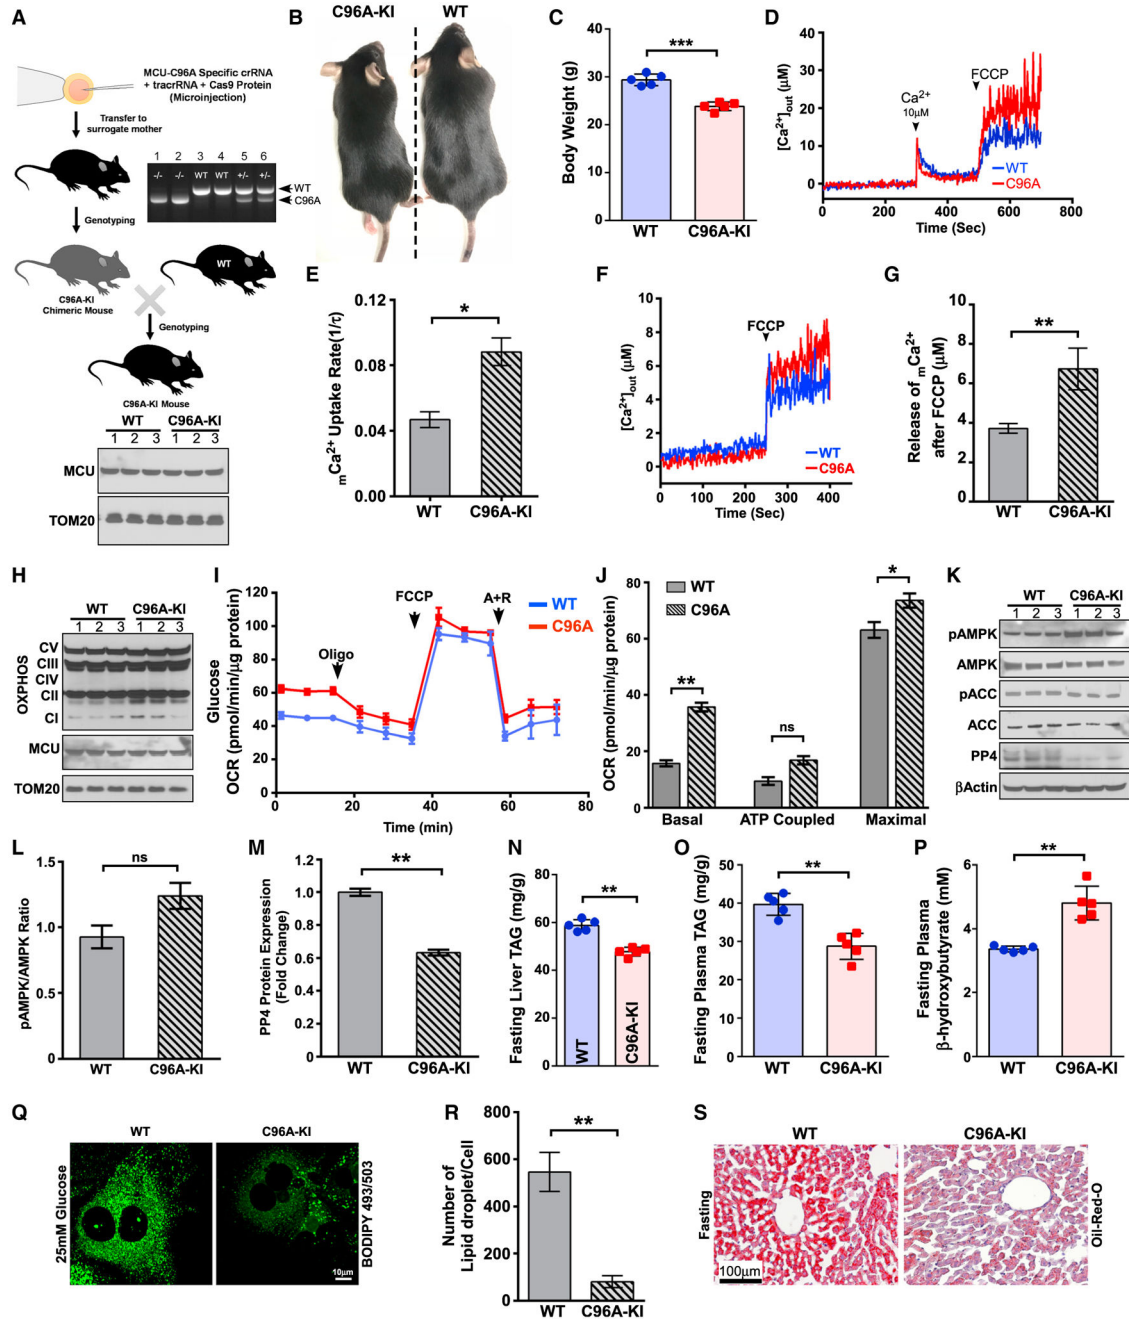 A
MCU-C96A Specific crRNA
+ tracrRNA + Cas9 Protein
(Microinjection)
Transfer to
surrogate mother
1 2 3 4 5 6
-/- -/- WT WT +/- +/-
WT
C96A
Genotyping
WT
C96A-KI
Chimeric Mouse
Genotyping
C96A-KI Mouse
WT C96A-KI
1 2 3 1 2 3
MCU
TOM20
B
C96A-KI WT
C
***
Body Weight (g)
40
30
20
10
0
WT C96A-KI
D
[Ca2+]out (μM)
40
30
20
10
0
Ca2+
10μM
FCCP
WT
C96A
0 200 400 600 800
Time (Sec)
E
mCa2+ Uptake Rate(1/τ)
0.12
0.08
0.04
0.00
*
WT C96A-KI
F
[Ca2+]out (μM)
10
8
6
4
2
0
FCCP
WT
C96A
0 100 200 300 400
Time (Sec)
G
Release of mCa2+
after FCCP (μM)
8
6
4
2
0
**
WT C96A-KI
H
WT C96A-KI
1 2 3 1 2 3
OXPHOS
CV
CIII
CIV
CII
CI
MCU
TOM20
I
Glucose
OCR (pmol/min/μg protein)
120
100
80
60
40
20
0
Oligo
FCCP
A+R
WT
C96A
0 20 40 60 80
Time (min)
J
OCR (pmol/min/μg protein)
80
60
40
20
0
WT
C96A
**
ns
*
Basal ATP Coupled Maximal
K
WT C96A-KI
1 2 3 1 2 3
pAMPK
AMPK
pACC
ACC
PP4
βActin
L
pAMPK/AMPK Ratio
1.5
1.0
0.5
0
ns
WT C96A-KI
M
PP4 Protein Expression
(Fold Change)
1.2
1.0
0.8
0.6
0.4
0.2
0
**
WT C96A-KI
N
Fasting Liver TAG (mg/g)
80
60
40
20
0
**
WT
C96A-KI
O
Fasting Plasma TAG (mg/g)
50
40
30
20
10
0
**
WT C96A-KI
P
Fasting Plasma
β-hydroxybutyrate (mM)
6
4
2
0
**
WT C96A-KI
Q
WT C96A-KI
25mM Glucose
BODIPY 493/503
10μm
R
Number of
Lipid droplet/Cell
800
600
400
200
0
**
WT C96A-KI
S
WT C96A-KI
Fasting
Oil-Red-O
100μm